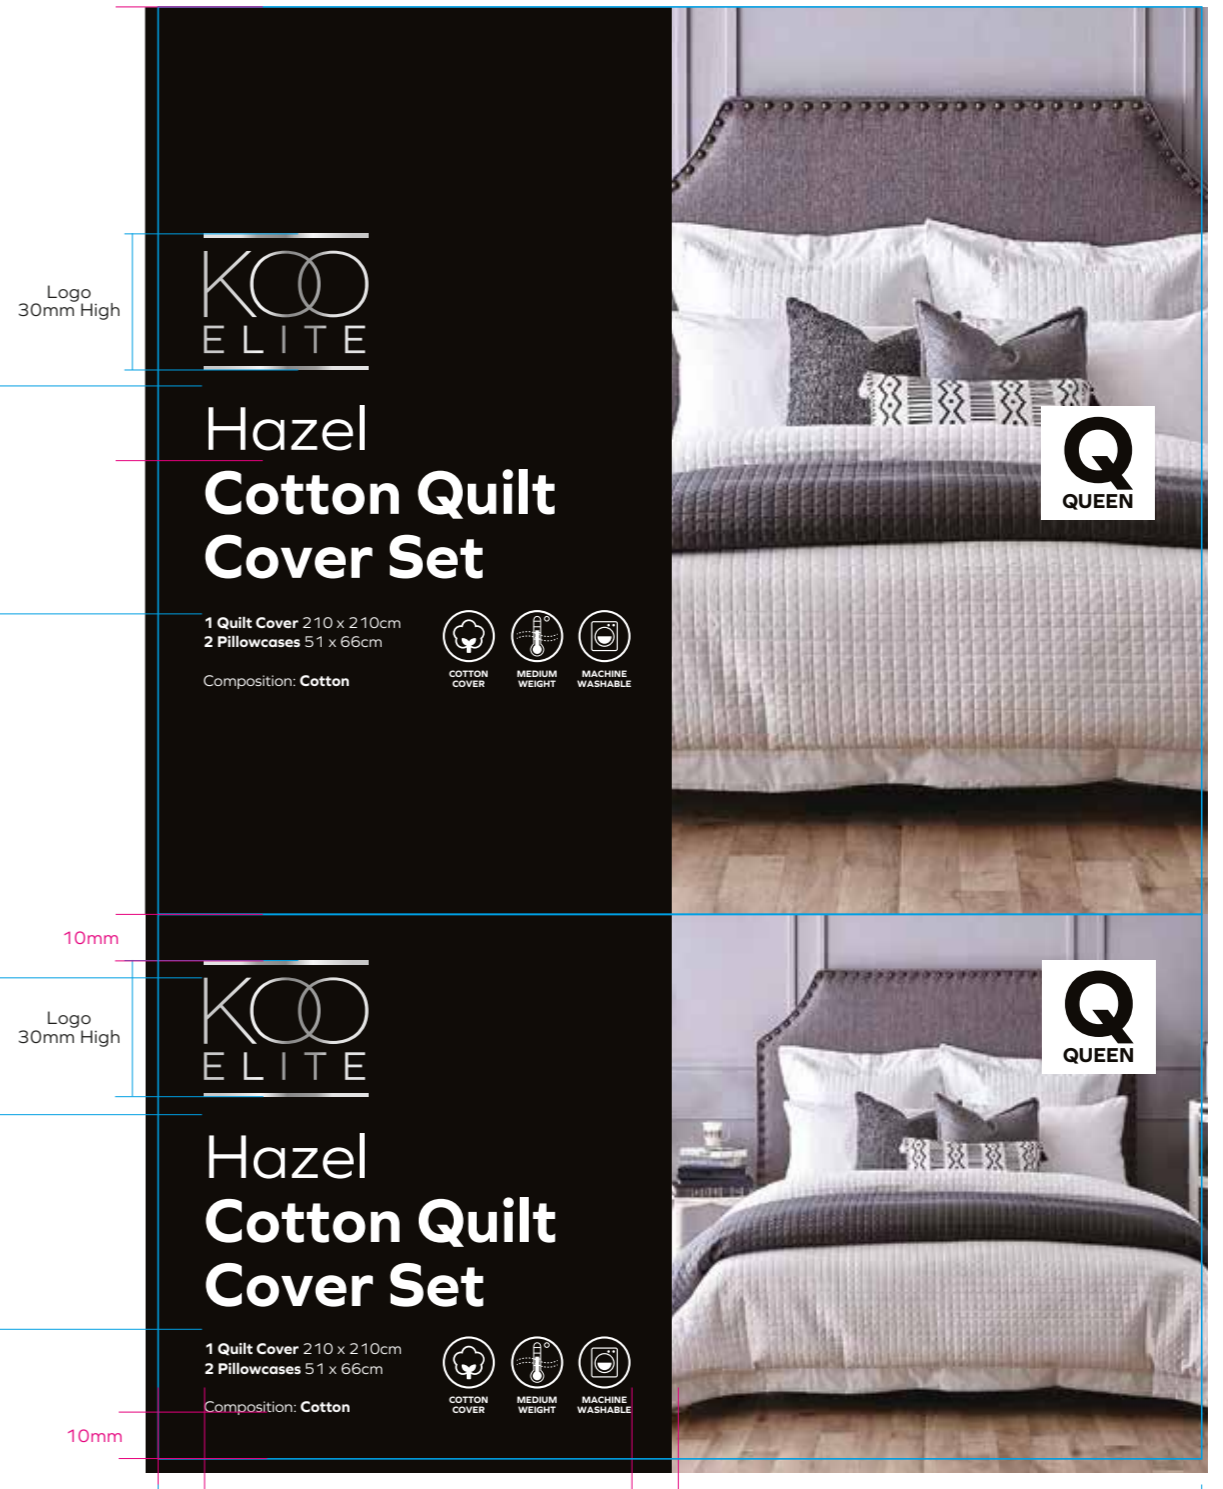 Logo
30mm High
KOO
ELITE
Hazel
Cotton Quilt
Cover Set
1 Quilt Cover 210 x 210cm
2 Pillowcases 51 x 66cm
Composition: Cotton
COTTON
COVER
MEDIUM
WEIGHT
MACHINE
WASHABLE
Q
QUEEN
10mm
Logo
30mm High
KOO
ELITE
Hazel
Cotton Quilt
Cover Set
1 Quilt Cover 210 x 210cm
2 Pillowcases 51 x 66cm
Composition: Cotton
COTTON
COVER
MEDIUM
WEIGHT
MACHINE
WASHABLE
Q
QUEEN
10mm